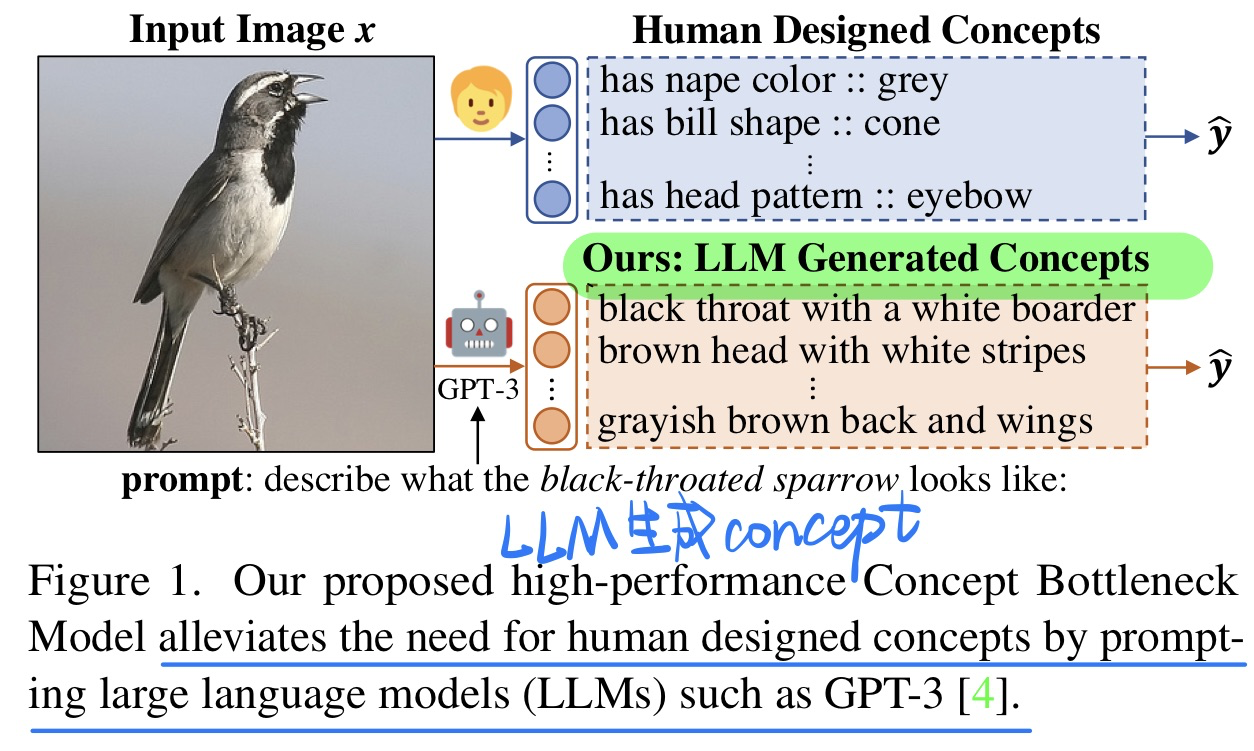 Input Image x
Human Designed Concepts
has nape color :: grey
has bill shape :: cone
⋮
has head pattern :: eyebow
ŷ
Ours: LLM Generated Concepts
black throat with a white boarder
brown head with white stripes
⋮
grayish brown back and wings
GPT-3
ŷ
prompt: describe what the black-throated sparrow looks like:
LLM生成concept
Figure 1. Our proposed high-performance Concept Bottleneck
Model alleviates the need for human designed concepts by prompt-
ing large language models (LLMs) such as GPT-3 [4].